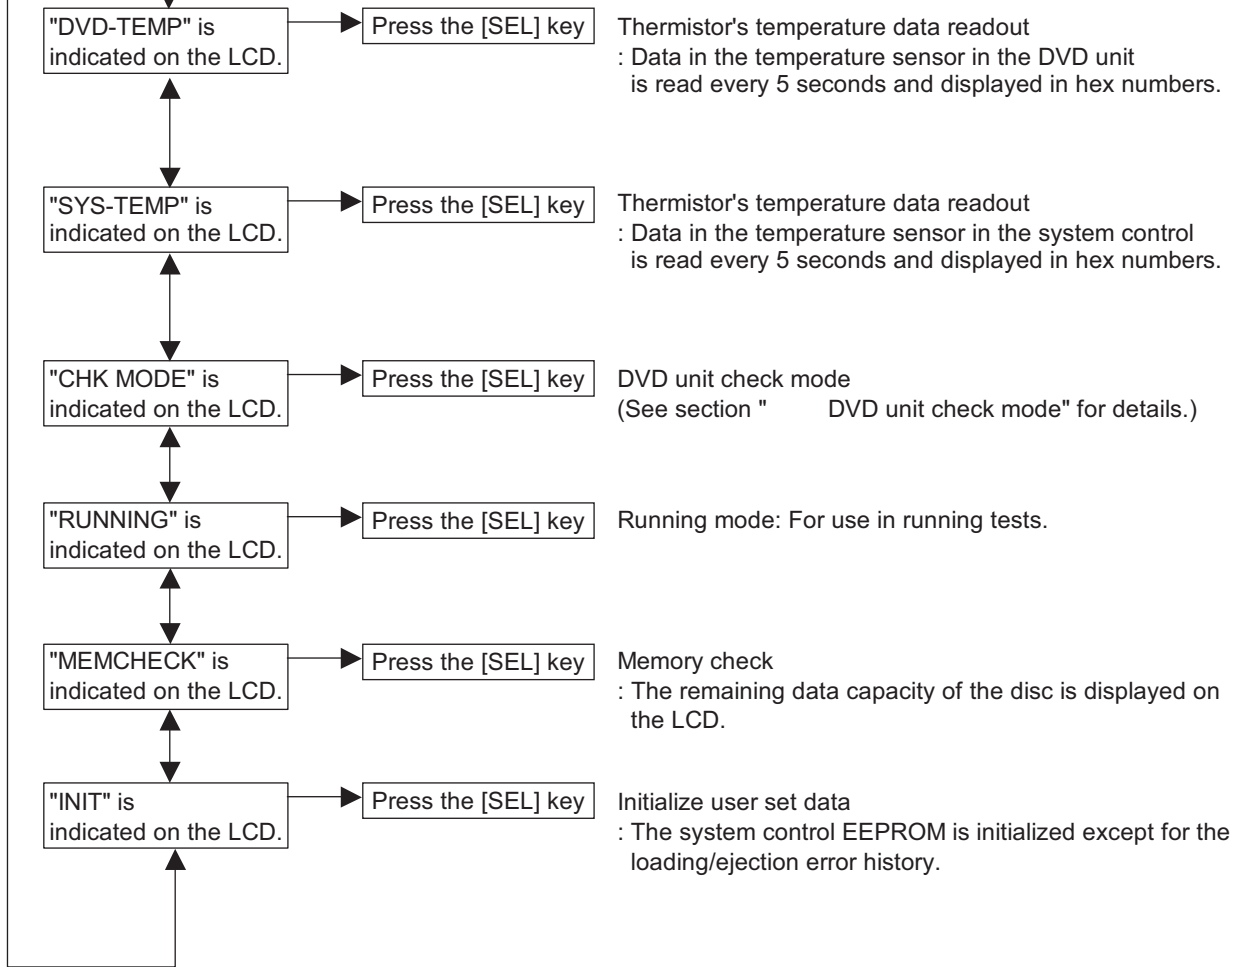 "DVD-TEMP" is
indicated on the LCD.
Press the [SEL] key
Thermistor's temperature data readout
: Data in the temperature sensor in the DVD unit
is read every 5 seconds and displayed in hex numbers.
"SYS-TEMP" is
indicated on the LCD.
Press the [SEL] key
Thermistor's temperature data readout
: Data in the temperature sensor in the system control
is read every 5 seconds and displayed in hex numbers.
"CHK MODE" is
indicated on the LCD.
Press the [SEL] key
DVD unit check mode
(See section " DVD unit check mode" for details.)
"RUNNING" is
indicated on the LCD.
Press the [SEL] key
Running mode: For use in running tests.
"MEMCHECK" is
indicated on the LCD.
Press the [SEL] key
Memory check
: The remaining data capacity of the disc is displayed on
the LCD.
"INIT" is
indicated on the LCD.
Press the [SEL] key
Initialize user set data
: The system control EEPROM is initialized except for the
loading/ejection error history.